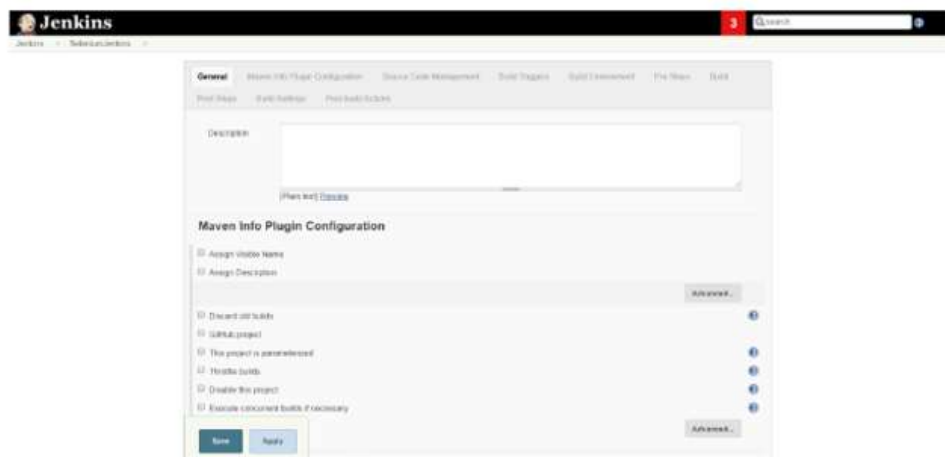 Jenkins
3
search
Jenkins
SeleniumJenkins
General Maven Info Plugin Configuration Source Code Management Build Triggers Build Environment Pre Steps Build
Post Steps Build Settings Post-build Actions
Description
[Plain text] Preview
Maven Info Plugin Configuration
Assign Visible Name
Assign Description
Advanced...
Discard old builds
GitHub project
This project is parameterized
Throttle builds
Disable this project
Execute concurrent builds if necessary
Advanced...
Save Apply